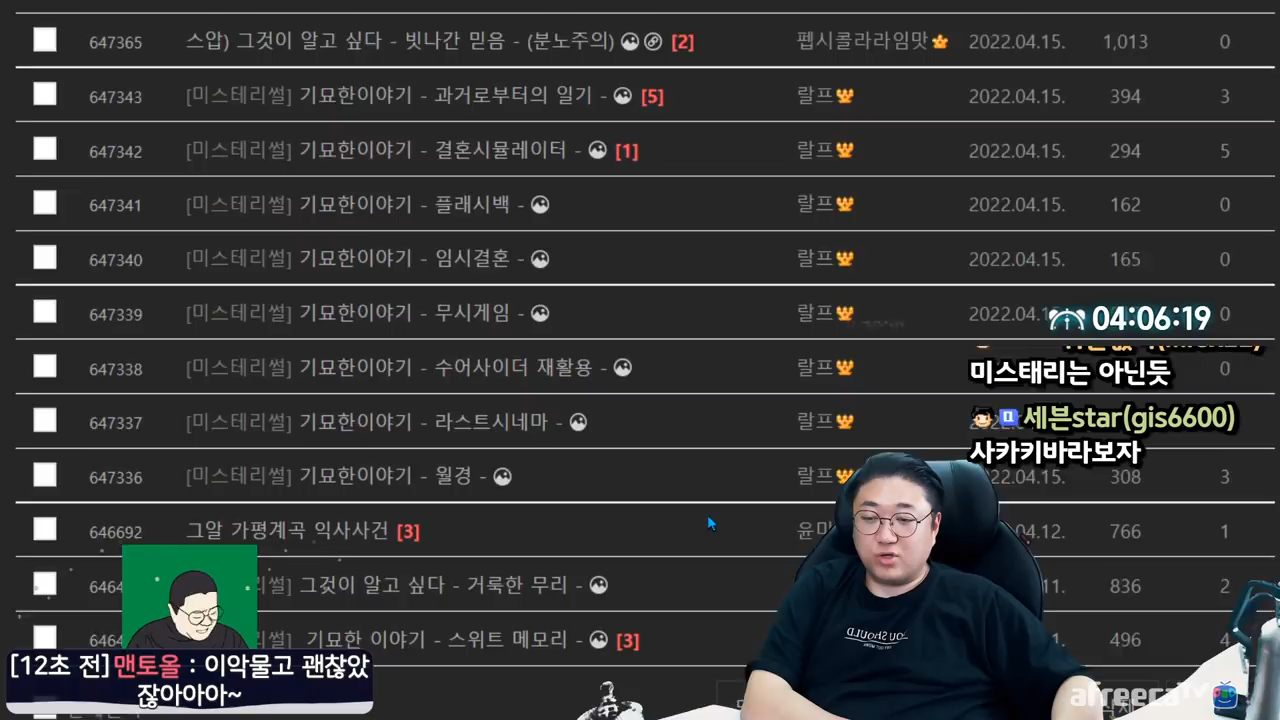 647365 스압) 그것이 알고 싶다 - 빗나간 믿음 - (분노주의) [2] 펩시콜라라임맛 2022.04.15. 1,013 0
647343 [미스테리썰] 기묘한이야기 - 과거로부터의 일기 - [5] 랄프 2022.04.15. 394 3
647342 [미스테리썰] 기묘한이야기 - 결혼시뮬레이터 - [1] 랄프 2022.04.15. 294 5
647341 [미스테리썰] 기묘한이야기 - 플래시백 - 랄프 2022.04.15. 162 0
647340 [미스테리썰] 기묘한이야기 - 임시결혼 - 랄프 2022.04.15. 165 0
647339 [미스테리썰] 기묘한이야기 - 무시게임 - 랄프
04:06:19
647338 [미스테리썰] 기묘한이야기 - 수어사이더 재활용 - 랄프 0
미스태리는 아닌듯
647337 [미스테리썰] 기묘한이야기 - 라스트시네마 - 랄프
세븐star(gis6600)
사카키바라보자
647336 [미스테리썰] 기묘한이야기 - 월경 - 랄프 22.04.15. 308 3
646692 그알 가평계곡 익사사건 [3] 04.12. 766 1
그것이 알고 싶다 - 거룩한 무리 - 11. 836 2
기묘한 이야기 - 스위트 메모리 - [3] 496 4
[12초 전]맨토올 : 이악물고 괜찮았
잖아아아~
YOU SHOULD
afreecaTV